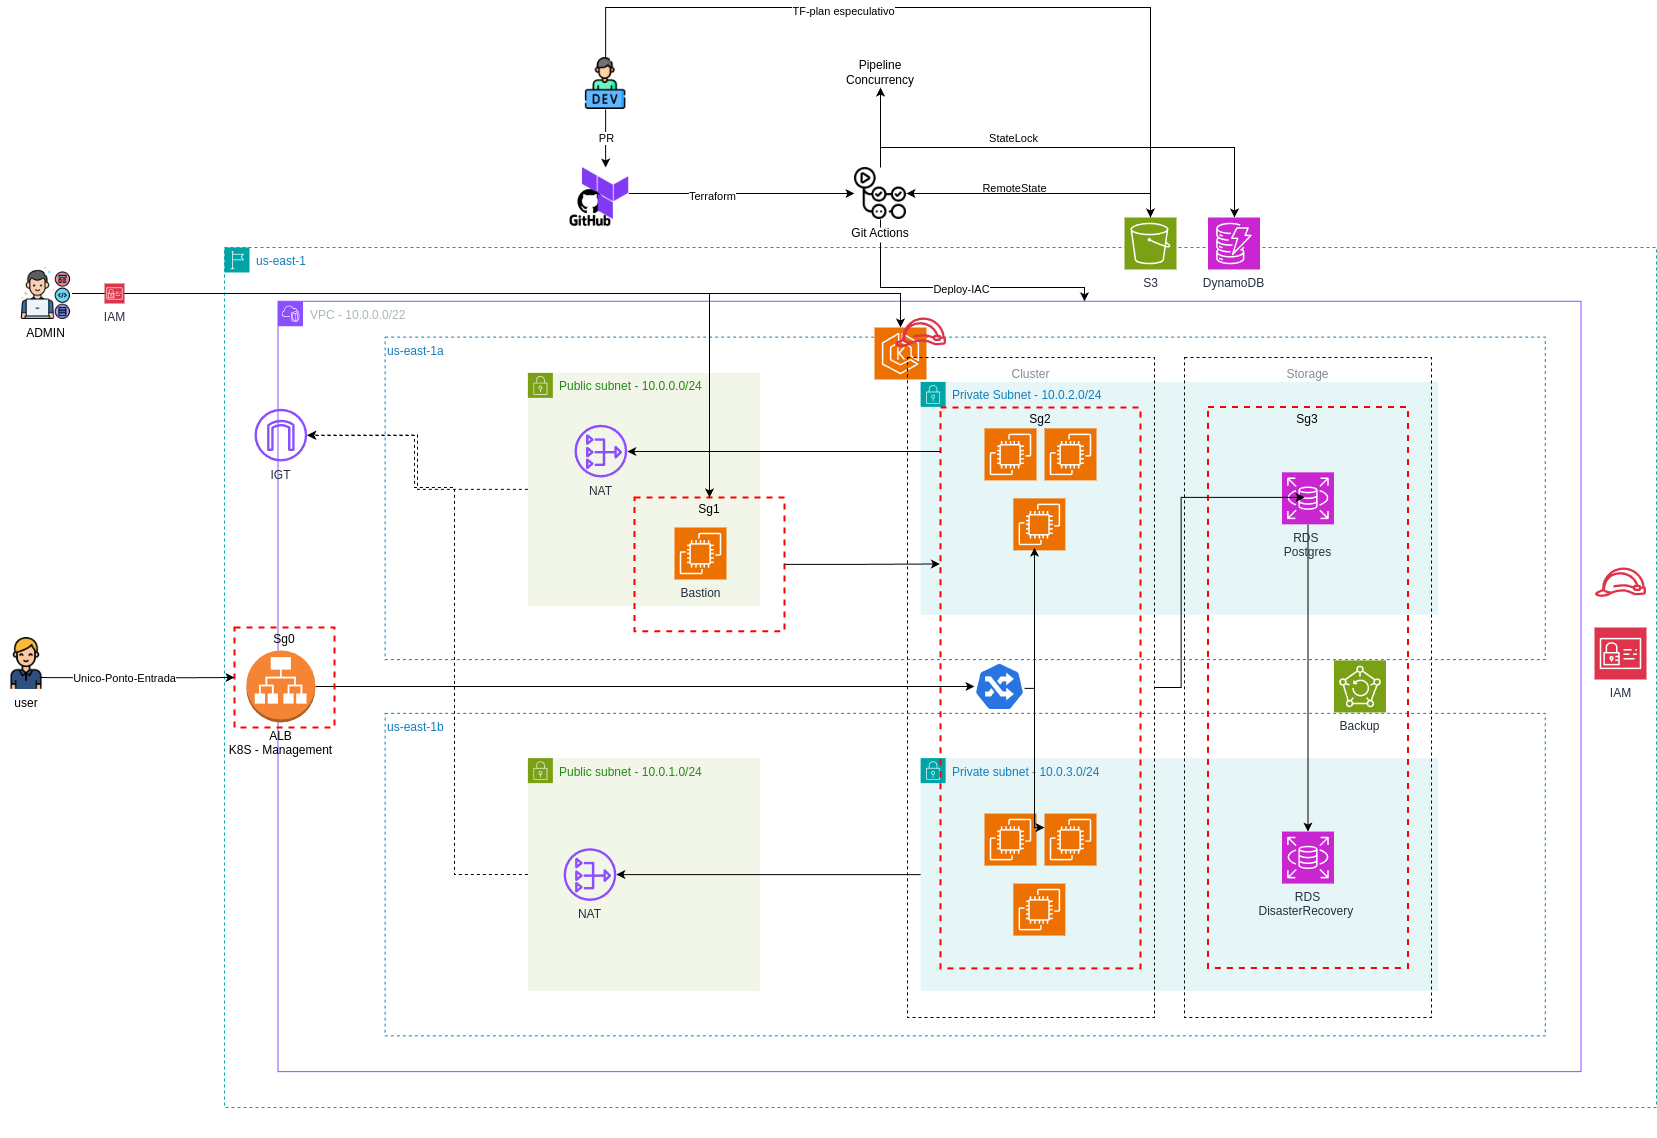 TF-plan especulativo
Pipeline
Concurrency
DEV
PR
StateLock
RemoteState
Terraform
GitHub
Git Actions
S3
DynamoDB
us-east-1
Deploy-IAC
ADMIN
IAM
VPC - 10.0.0.0/22
us-east-1a
Cluster
Storage
Public subnet - 10.0.0.0/24
Private Subnet - 10.0.2.0/24
Sg2
Sg3
IGT
NAT
Sg1
Bastion
RDS
Postgres
Sg0
Unico-Ponto-Entrada
user
ALB
K8S - Management
Backup
IAM
us-east-1b
Public subnet - 10.0.1.0/24
Private subnet - 10.0.3.0/24
NAT
RDS
DisasterRecovery
K